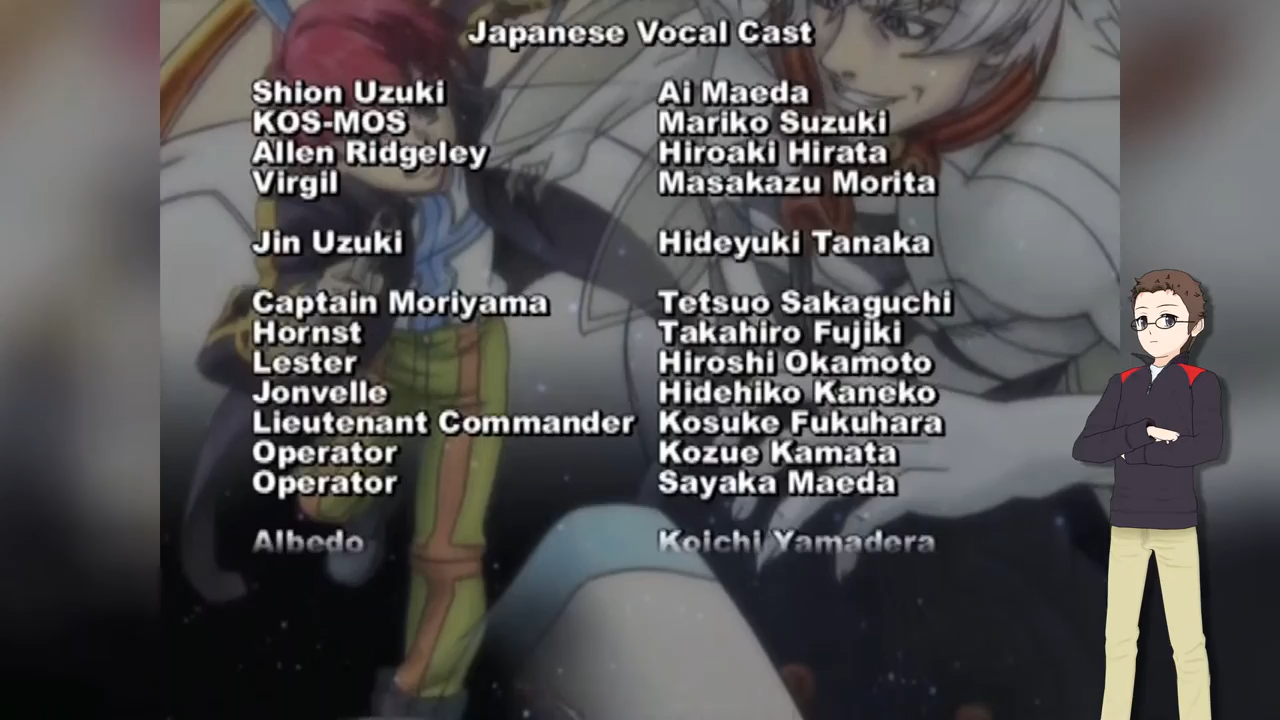 Japanese Vocal Cast
Shion Uzuki Ai Maeda
KOS-MOS Mariko Suzuki
Allen Ridgeley Hiroaki Hirata
Virgil Masakazu Morita
Jin Uzuki Hideyuki Tanaka
Captain Moriyama Tetsuo Sakaguchi
Hornst Takahiro Fujiki
Lester Hiroshi Okamoto
Jonvelle Hidehiko Kaneko
Lieutenant Commander Kosuke Fukuhara
Operator Kozue Kamata
Operator Sayaka Maeda
Albedo Koichi Yamadera